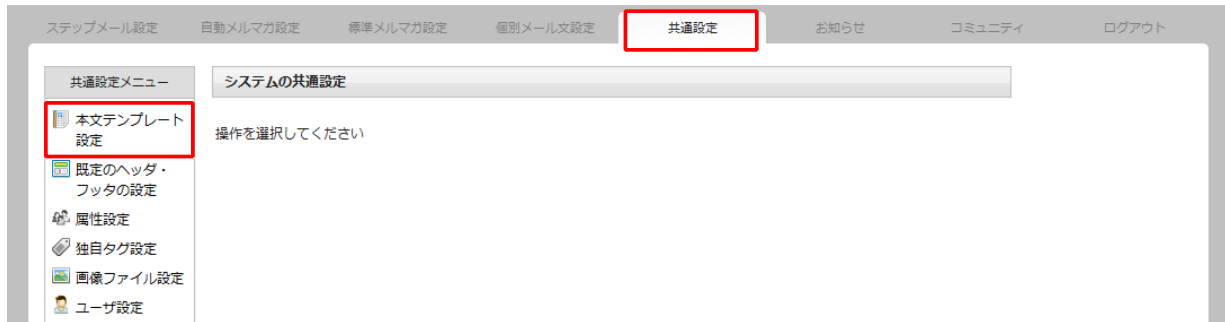 ステップメール設定 自動メルマガ設定 標準メルマガ設定 個別メール文設定 共通設定 お知らせ コミュニティ ログアウト
共通設定メニュー
システムの共通設定
本文テンプレート
設定
操作を選択してください
既定のヘッダ・
フッタの設定
属性設定
独自タグ設定
画像ファイル設定
ユーザ設定